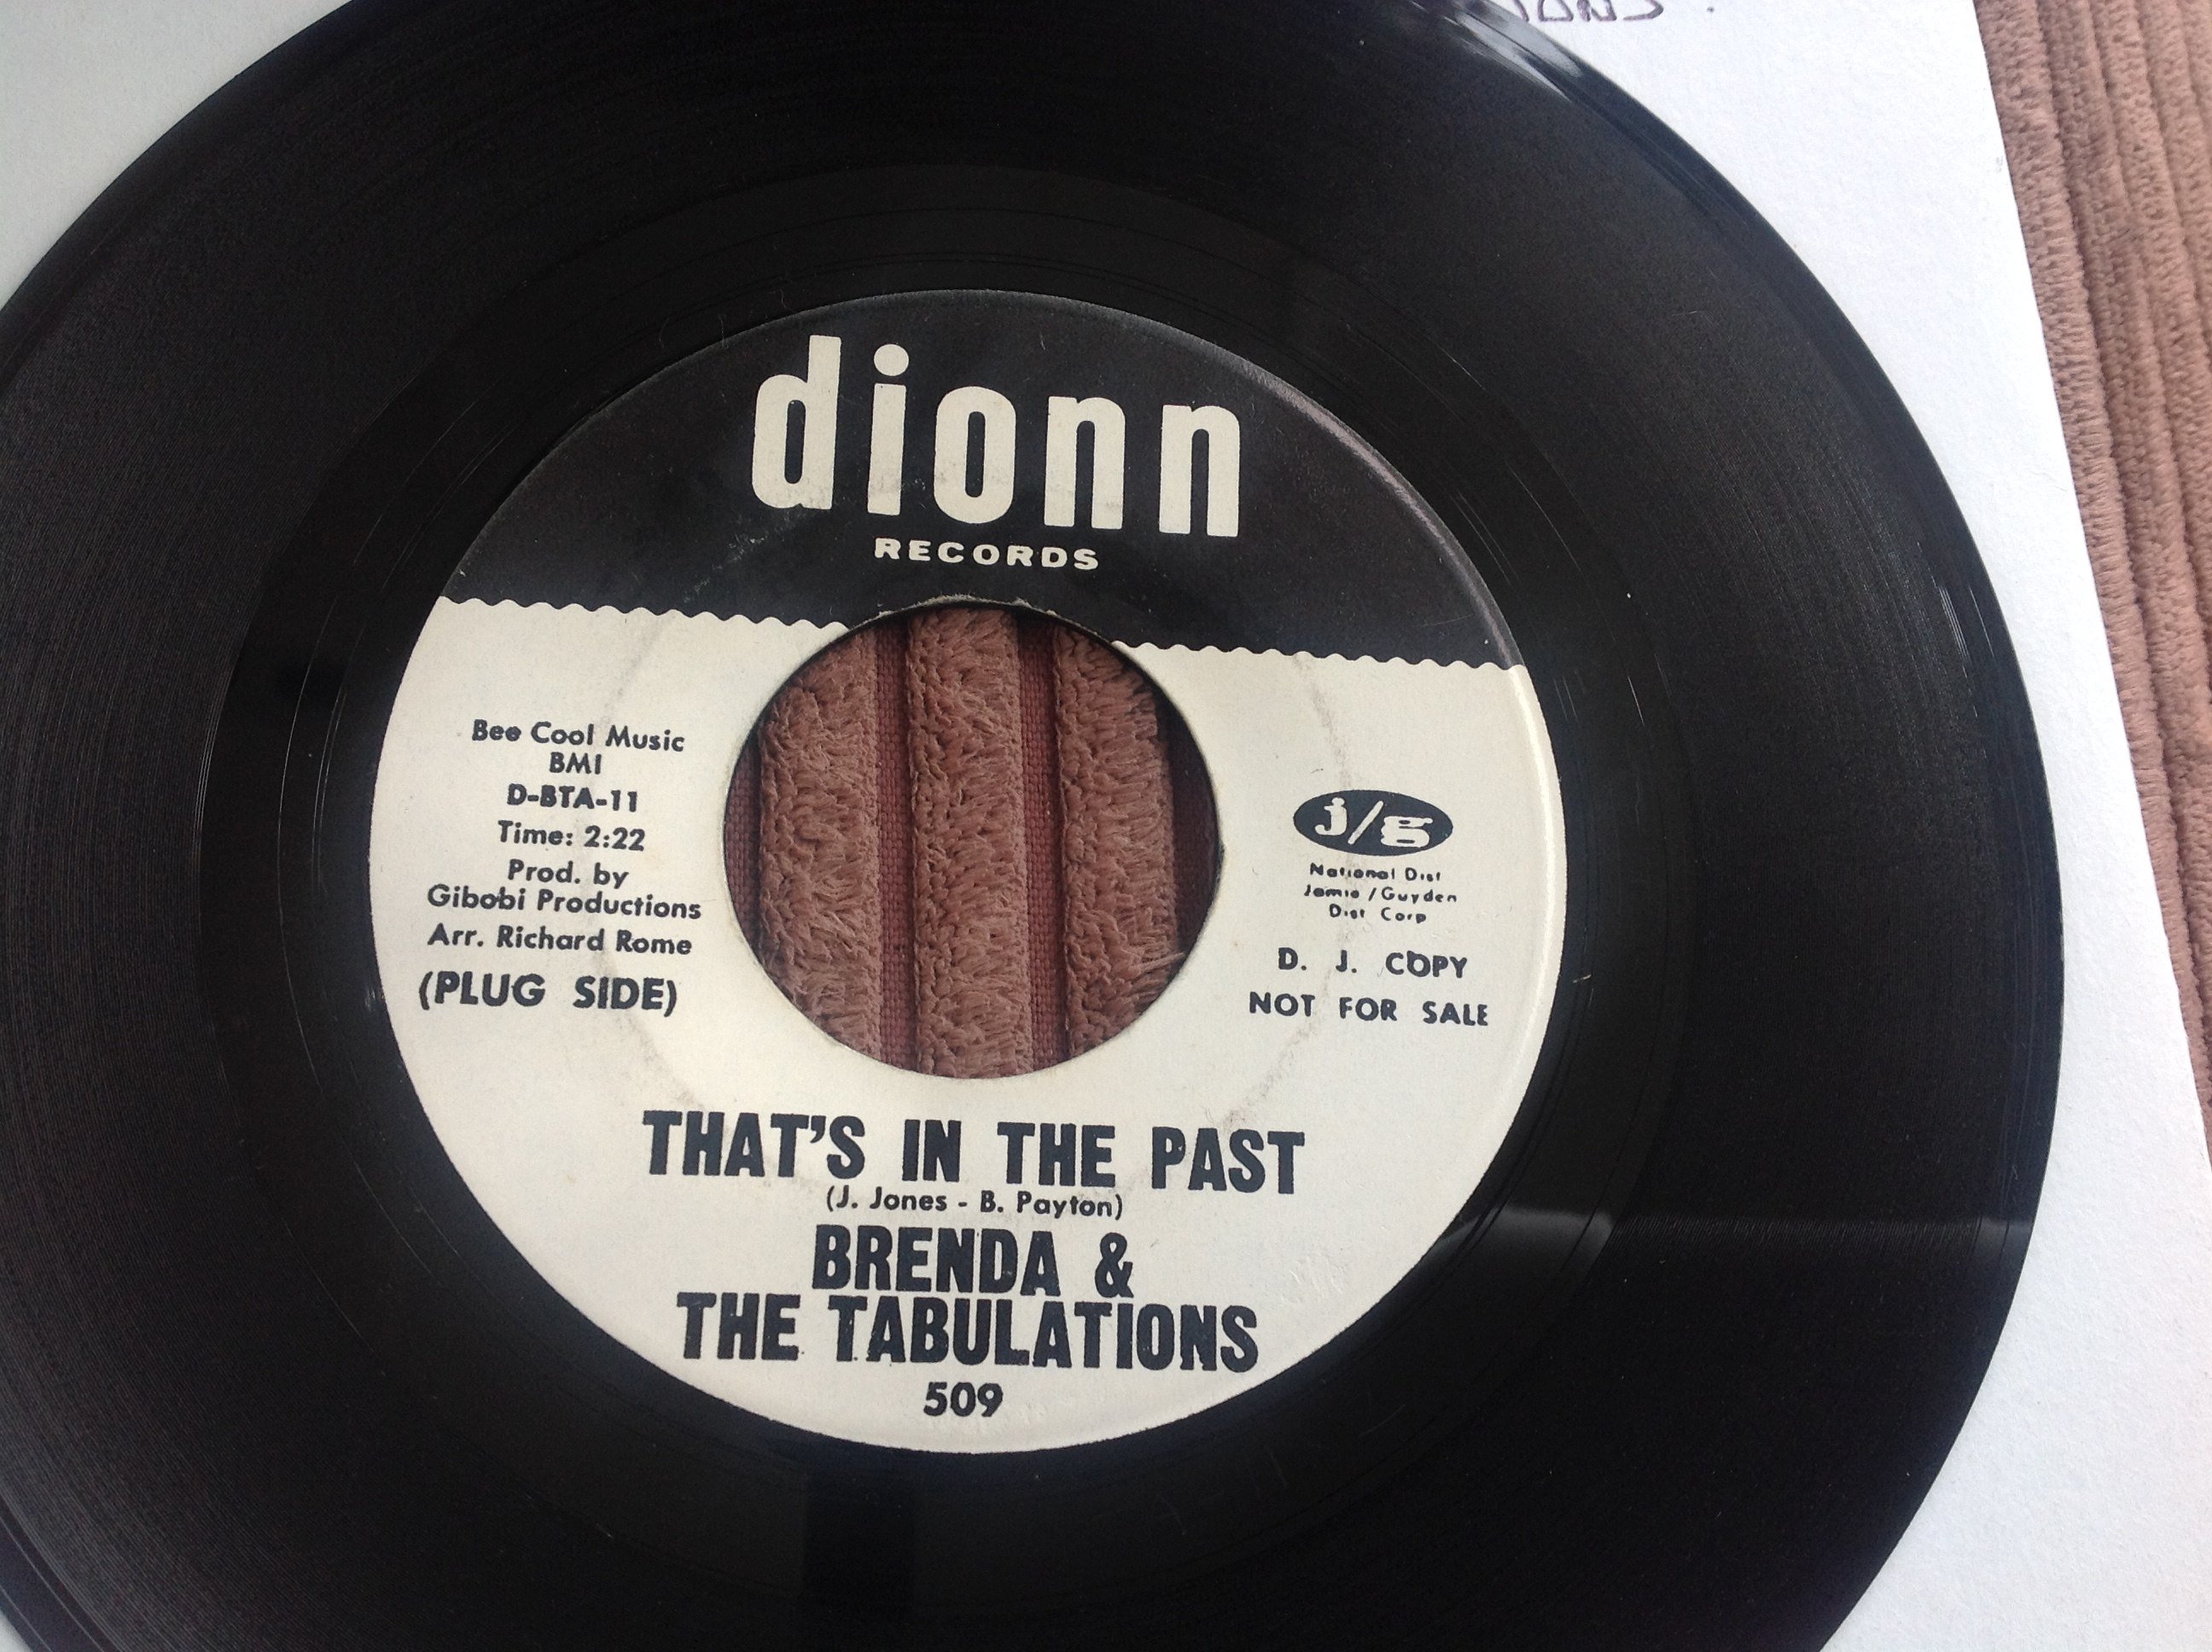 dionn
RECORDS
Bee Cool Music
BMI
D-BTA-11
Time: 2:22
Prod. by
Gibobi Productions
Arr. Richard Rome
(PLUG SIDE)
j/g
National Dist
Jamie / Guyden
Dist Corp
D. J. COPY
NOT FOR SALE
THAT'S IN THE PAST
(J. Jones - B. Payton)
BRENDA &
THE TABULATIONS
509